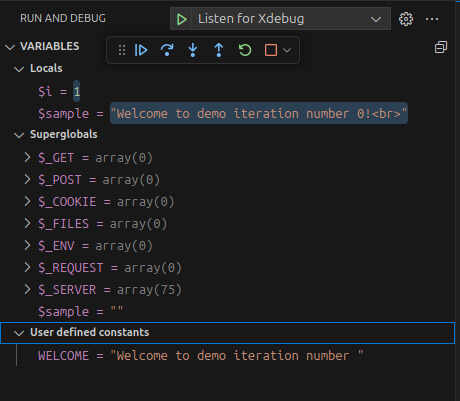 RUN AND DEBUG Listen for Xdebug
VARIABLES
Locals
$i = 1
$sample = "Welcome to demo iteration number 0!<br>"
Superglobals
$_GET = array(0)
$_POST = array(0)
$_COOKIE = array(0)
$_FILES = array(0)
$_ENV = array(0)
$_REQUEST = array(0)
$_SERVER = array(75)
$sample = ""
User defined constants
WELCOME = "Welcome to demo iteration number "